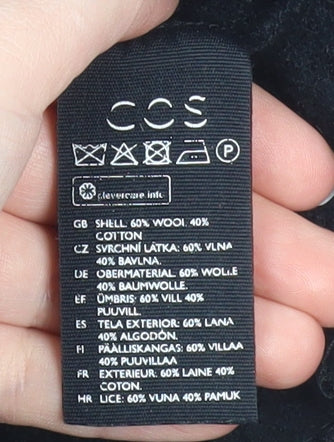 COS
P
clevercare.info
GB SHELL: 60% WOOL 40%
COTTON
CZ SVRCHNÍ LÁTKA: 60% VLNA
40% BAVLNA.
DE OBERMATERIAL: 60% WOLLE
40% BAUMWOLLE.
EE ÜMBRIS: 60% VILL 40%
PUUVILL.
ES TELA EXTERIOR: 60% LANA
40% ALGODÓN.
FI PÄÄLLISKANGAS: 60% VILLAA
40% PUUVILLAA
FR EXTERIEUR: 60% LAINE 40%
COTON.
HR LICE: 60% VUNA 40% PAMUK